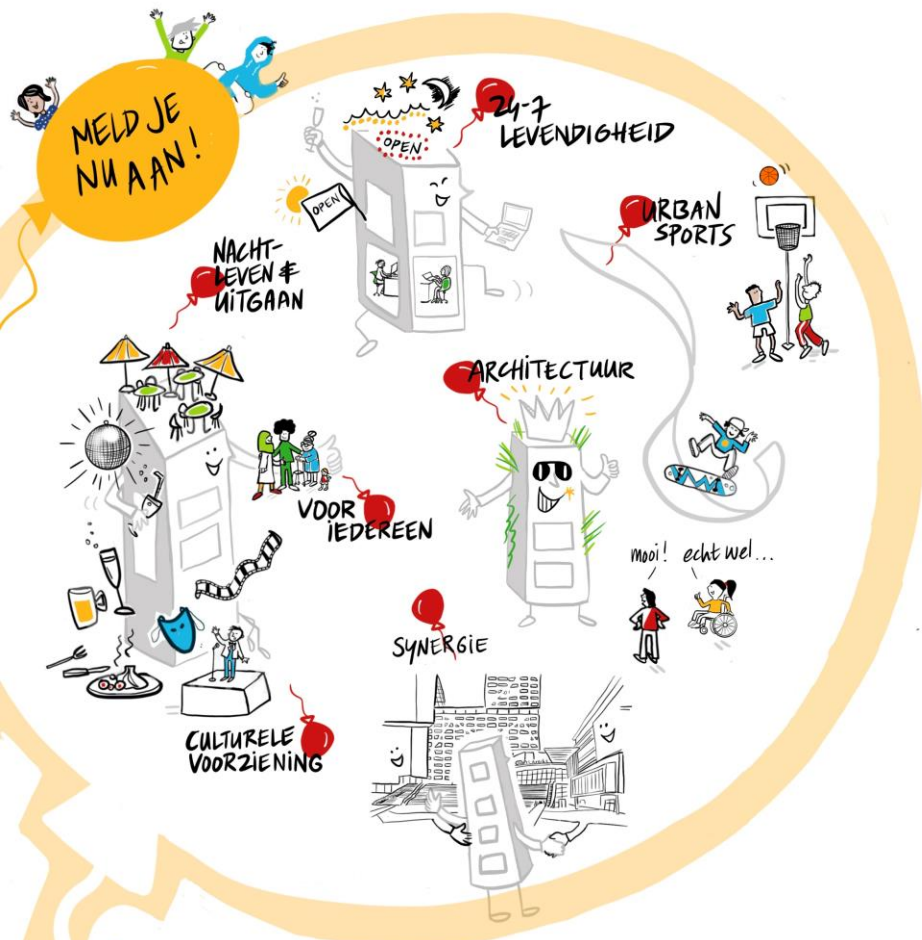 MELD JE
NU AAN!
24-7
LEVENDIGHEID
OPEN
OPEN
URBAN
SPORTS
NACHT-
LEVEN &
UITGAAN
ARCHITECTUUR
VOOR
IEDEREEN
mooi! echt wel...
SYNERGIE
CULTURELE
VOORZIENING